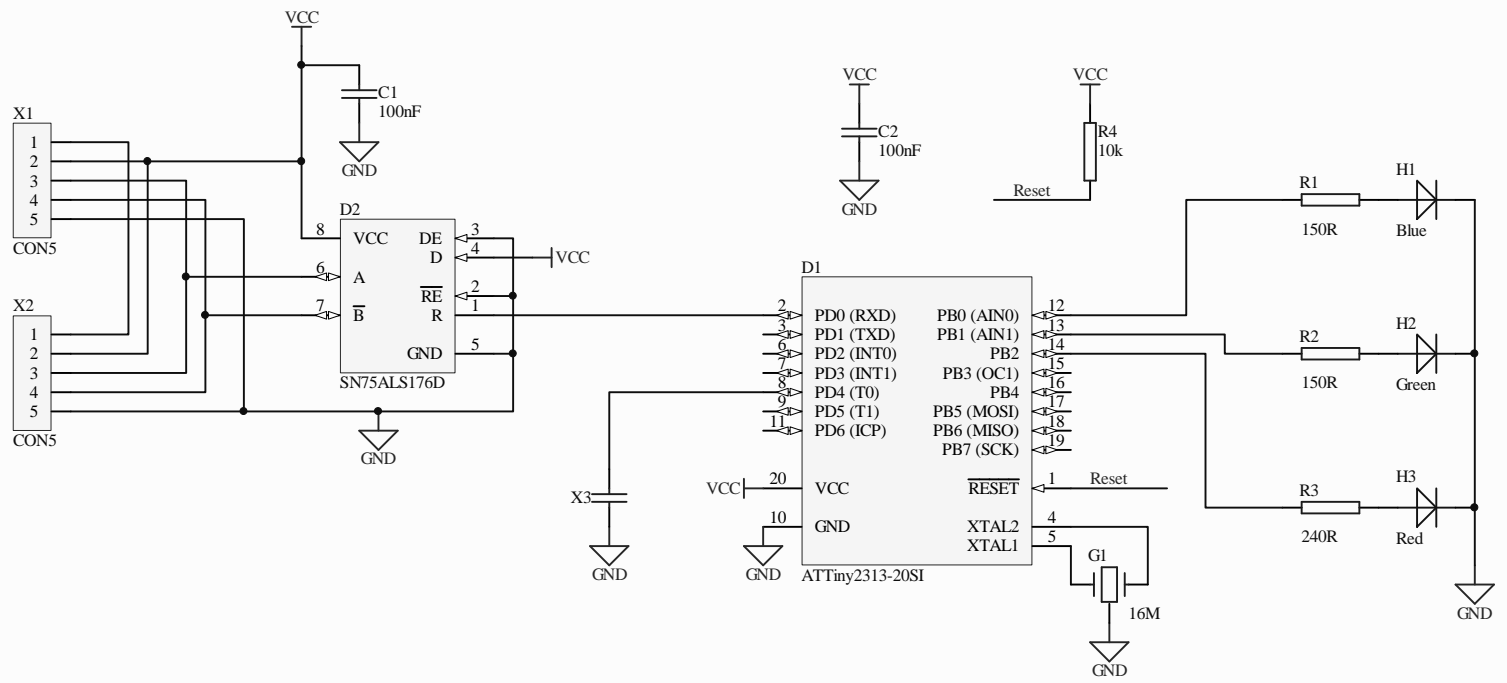 VCC
C1
100nF
GND
X1
1
2
3
4
5
CON5
X2
1
2
3
4
5
CON5
D2
8
VCC
6
A
7
B
DE
3
D
4
VCC
RE
2
R
1
GND
5
SN75ALS176D
GND
VCC
C2
100nF
GND
VCC
R4
10k
Reset
D1
2
PD0 (RXD)
3
PD1 (TXD)
6
PD2 (INT0)
7
PD3 (INT1)
8
PD4 (T0)
9
PD5 (T1)
11
PD6 (ICP)
VCC
20
VCC
10
GND
GND
PB0 (AIN0)
12
PB1 (AIN1)
13
PB2
14
PB3 (OC1)
15
PB4
16
PB5 (MOSI)
17
PB6 (MISO)
18
PB7 (SCK)
19
RESET
1
Reset
XTAL2
4
XTAL1
5
ATTiny2313-20SI
X3
GND
G1
16M
GND
R1
150R
H1
Blue
R2
150R
H2
Green
R3
240R
H3
Red
GND